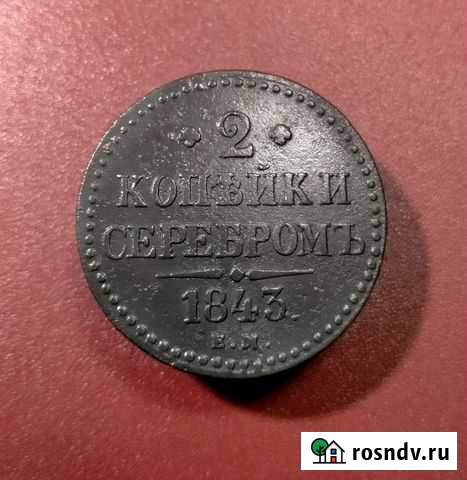 2
КОПѢЙКИ
СЕРЕБРОМЪ
1843.
Е.М.
rosndv.ru